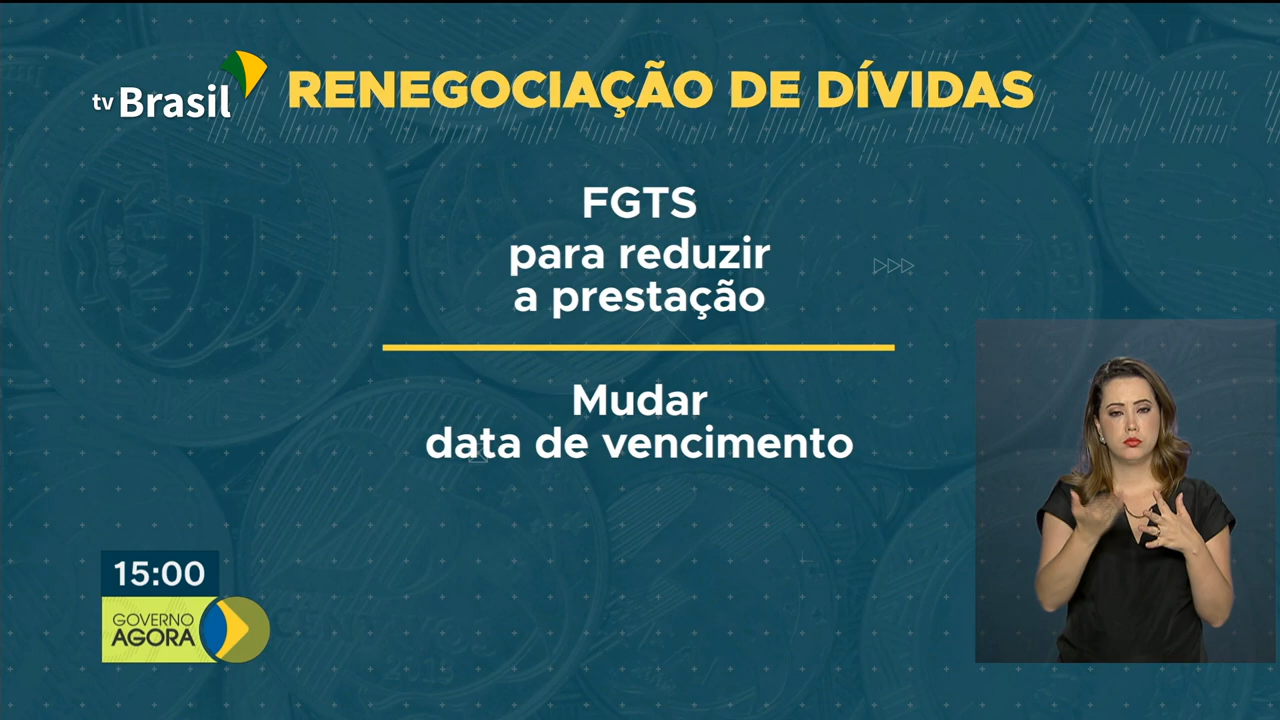 tv Brasil
RENEGOCIAÇÃO DE DÍVIDAS
FGTS
para reduzir
a prestação
Mudar
data de vencimento
15:00
GOVERNO
AGORA